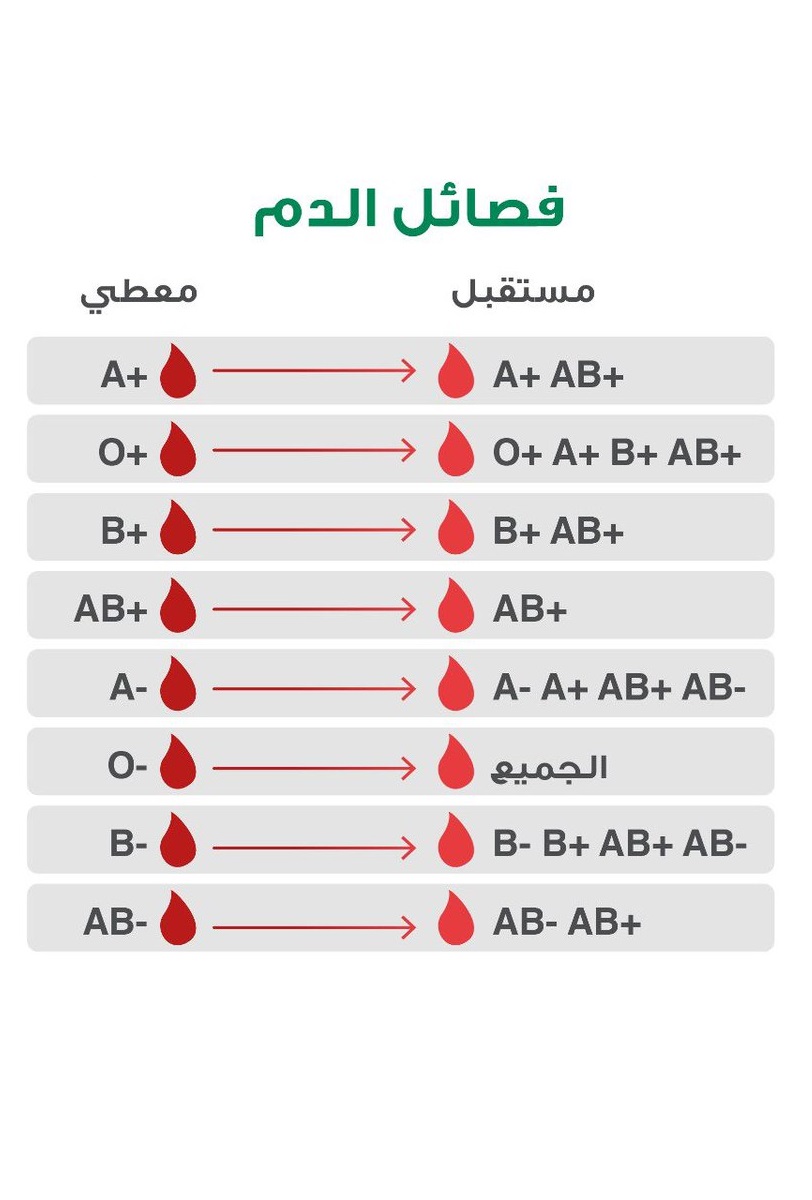 فصائل الدم
معطي مستقبل
A+ A+ AB+
O+ O+ A+ B+ AB+
B+ B+ AB+
AB+ AB+
A- A- A+ AB+ AB-
O- الجميع
B- B- B+ AB+ AB-
AB- AB- AB+